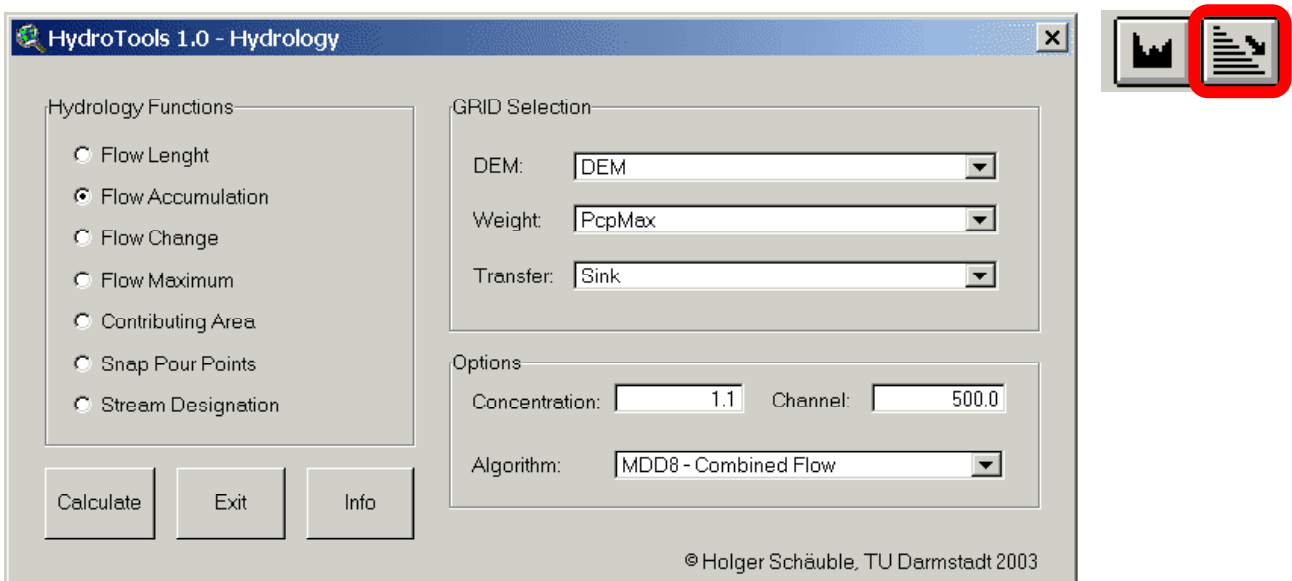 HydroTools 1.0 - Hydrology
Hydrology Functions
Flow Lenght
Flow Accumulation
Flow Change
Flow Maximum
Contributing Area
Snap Pour Points
Stream Designation
Calculate
Exit
Info
GRID Selection
DEM: DEM
Weight: PcpMax
Transfer: Sink
Options
Concentration: 1.1 Channel: 500.0
Algorithm: MDD8 - Combined Flow
© Holger Schäuble, TU Darmstadt 2003